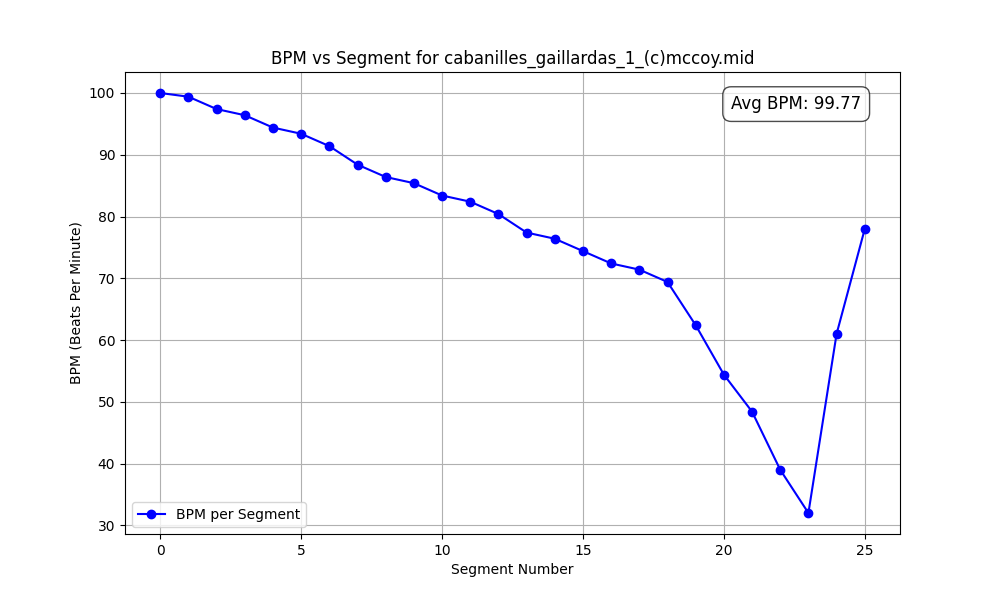 BPM vs Segment for cabanilles_gaillardas_1_(c)mccoy.mid
Avg BPM: 99.77
BPM (Beats Per Minute)
100
90
80
70
60
50
40
30
BPM per Segment
0 5 10 15 20 25
Segment Number